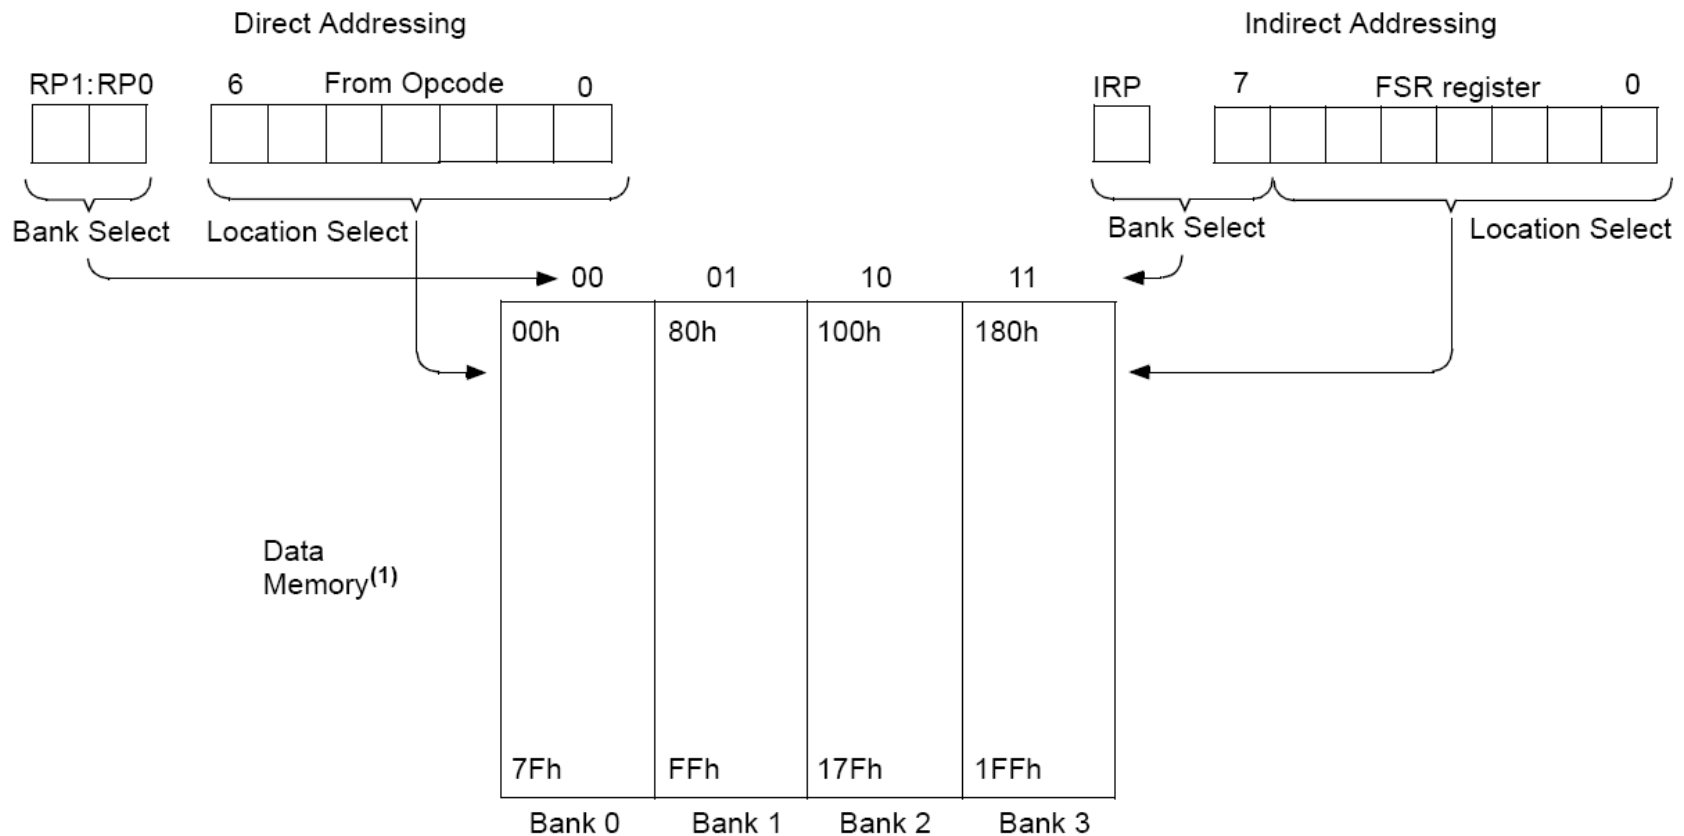 Direct Addressing
Indirect Addressing
RP1:RP0 6 From Opcode 0
IRP 7 FSR register 0
Bank Select Location Select
Bank Select Location Select
00 01 10 11
00h 80h 100h 180h
Data
Memory(1)
7Fh FFh 17Fh 1FFh
Bank 0 Bank 1 Bank 2 Bank 3